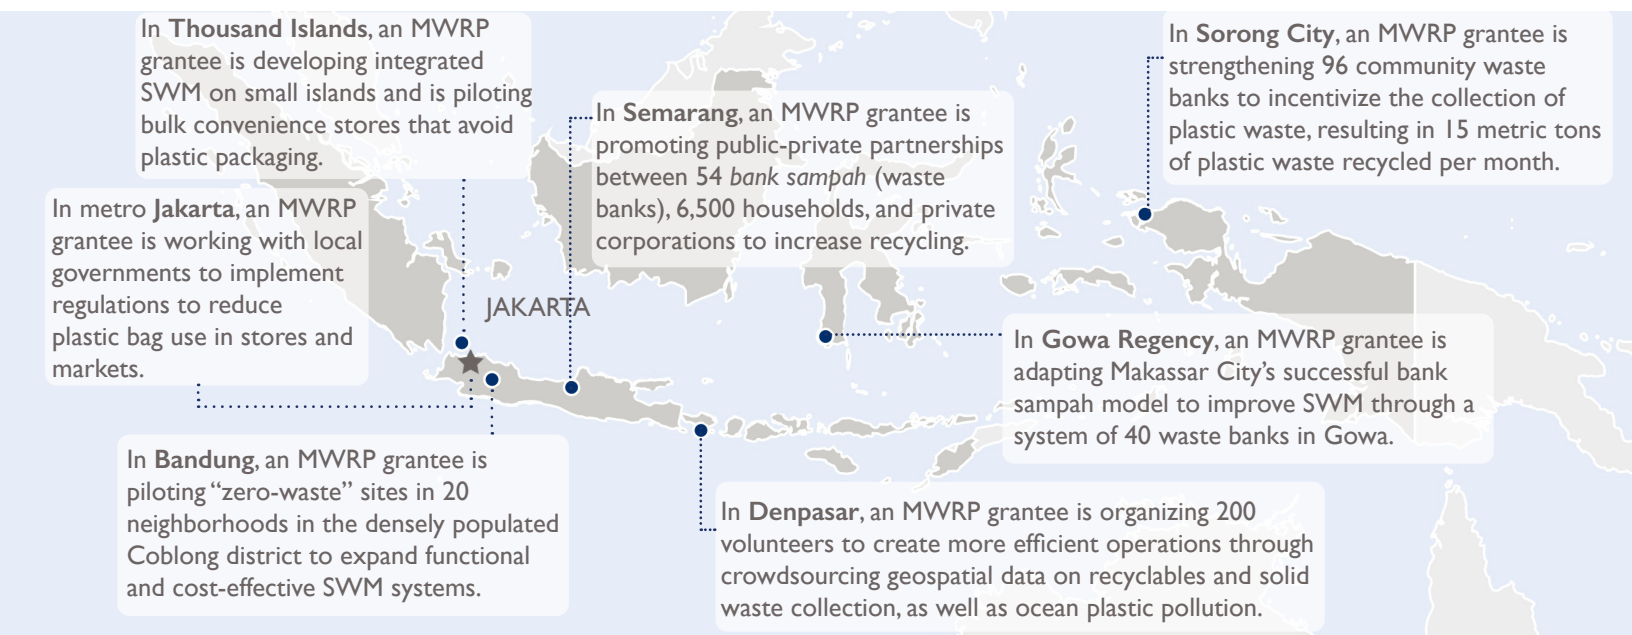 In Thousand Islands, an MWRP
grantee is developing integrated
SWM on small islands and is piloting
bulk convenience stores that avoid
plastic packaging.
In metro Jakarta, an MWRP
grantee is working with local
governments to implement
regulations to reduce
plastic bag use in stores and
markets.
In Bandung, an MWRP grantee is
piloting “zero-waste” sites in 20
neighborhoods in the densely populated
Coblong district to expand functional
and cost-effective SWM systems.
JAKARTA
In Semarang, an MWRP grantee is
promoting public-private partnerships
between 54 bank sampah (waste
banks), 6,500 households, and private
corporations to increase recycling.
In Denpasar, an MWRP grantee is organizing 200
volunteers to create more efficient operations through
crowdsourcing geospatial data on recyclables and solid
waste collection, as well as ocean plastic pollution.
In Sorong City, an MWRP grantee is
strengthening 96 community waste
banks to incentivize the collection of
plastic waste, resulting in 15 metric tons
of plastic waste recycled per month.
In Gowa Regency, an MWRP grantee is
adapting Makassar City’s successful bank
sampah model to improve SWM through a
system of 40 waste banks in Gowa.